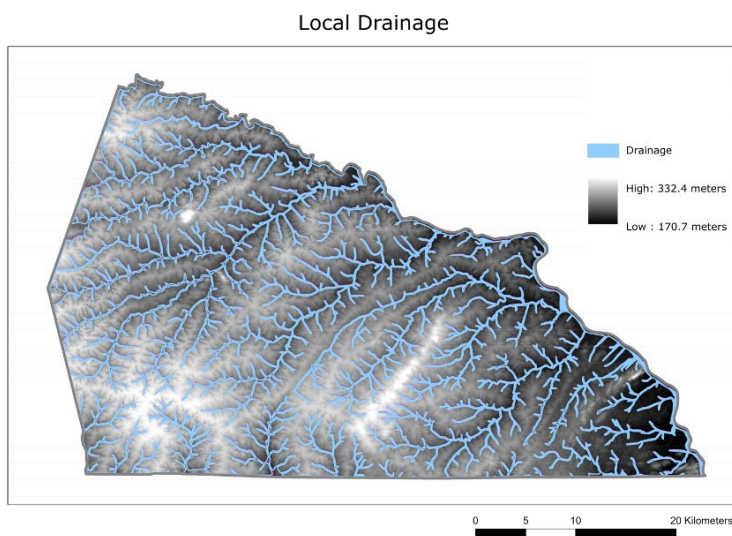 Local Drainage
Drainage
High: 332.4 meters
Low : 170.7 meters
0 5 10 20 Kilometers